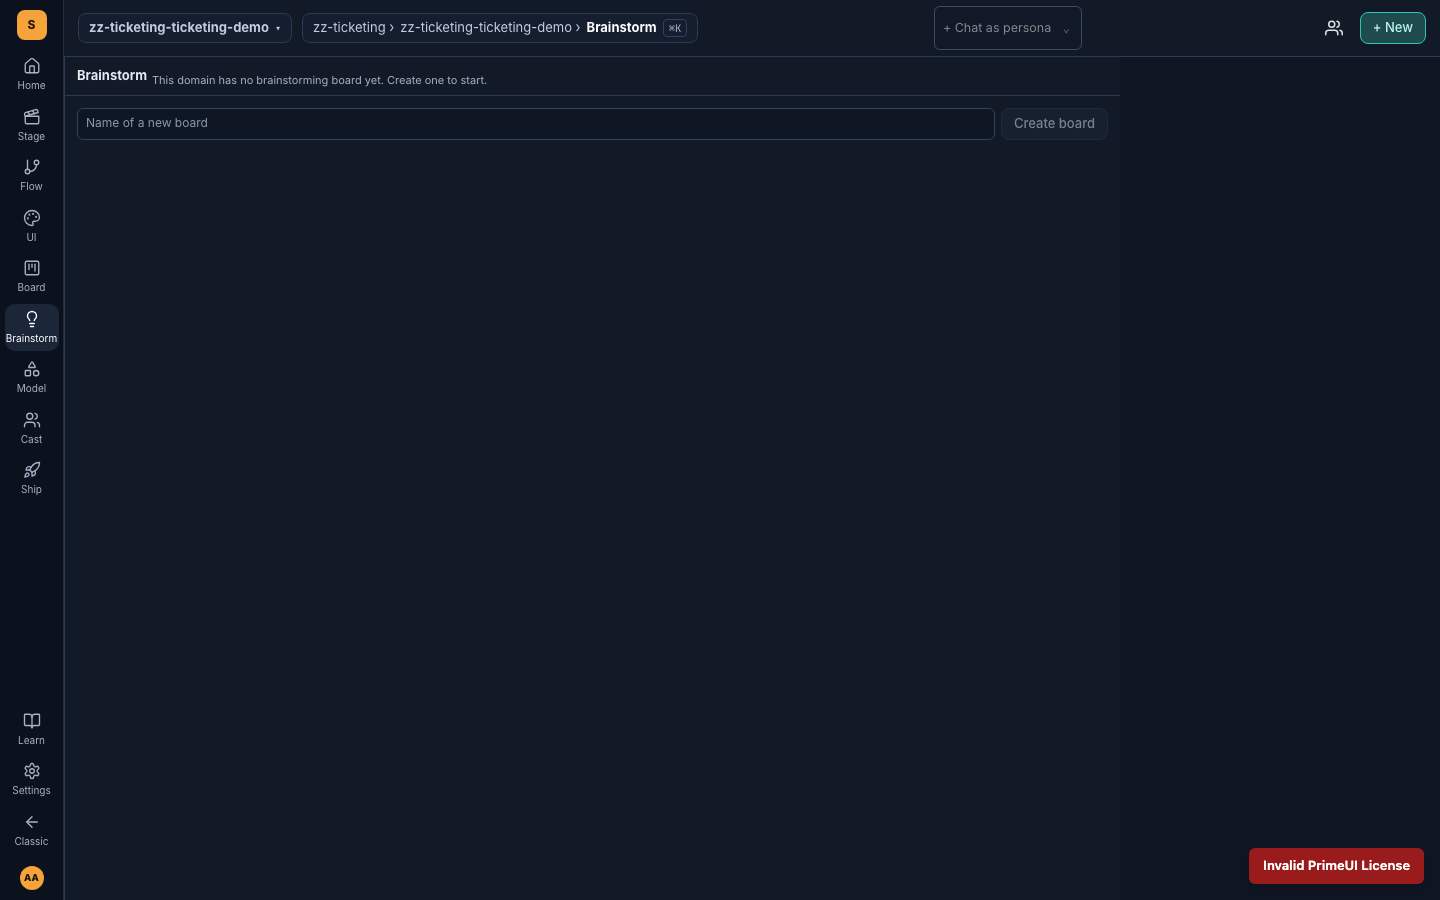 S
zz-ticketing-ticketing-demo
zz-ticketing › zz-ticketing-ticketing-demo › Brainstorm ⌘K
+ Chat as persona
+ New
Home
Stage
Flow
UI
Board
Brainstorm
Model
Cast
Ship
Learn
Settings
Classic
AA
Brainstorm This domain has no brainstorming board yet. Create one to start.
Name of a new board
Create board
Invalid PrimeUI License